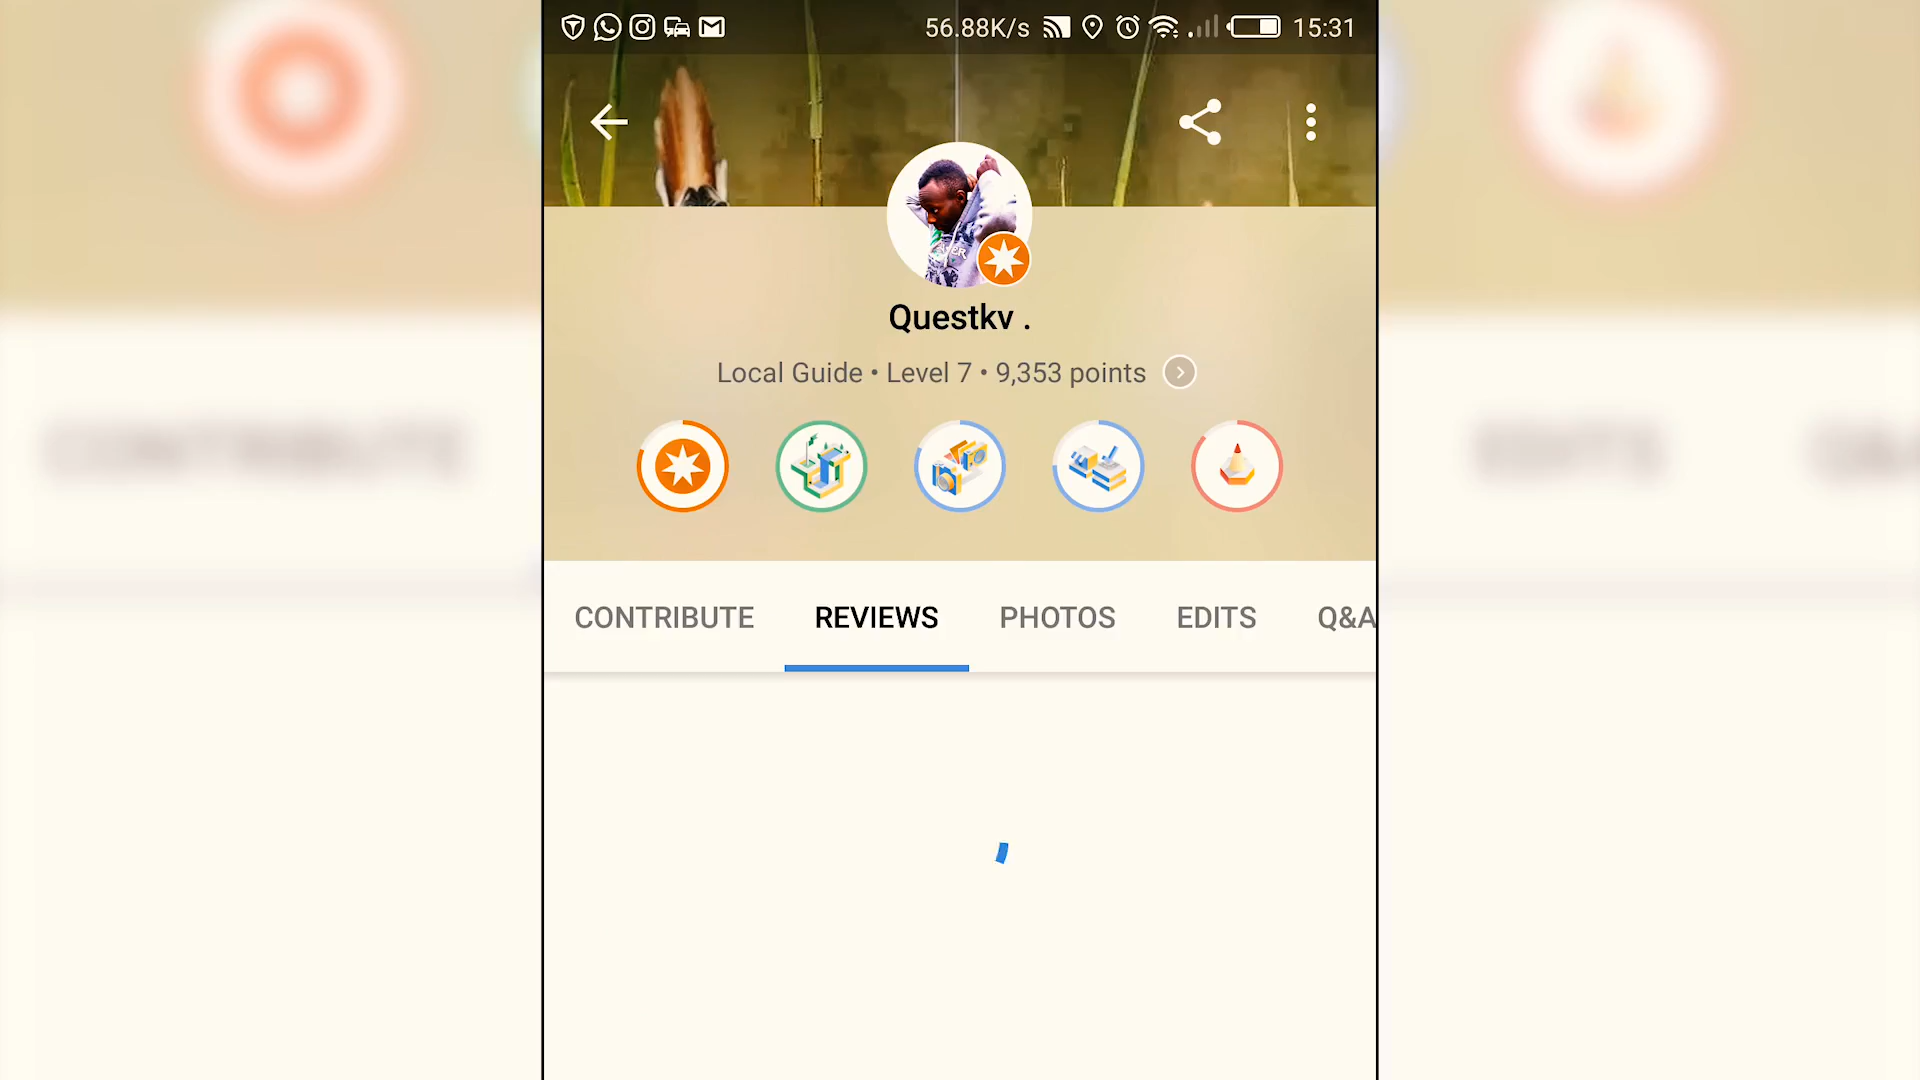 56.88K/s 15:31
Questkv .
Local Guide • Level 7 • 9,353 points
CONTRIBUTE REVIEWS PHOTOS EDITS Q&A